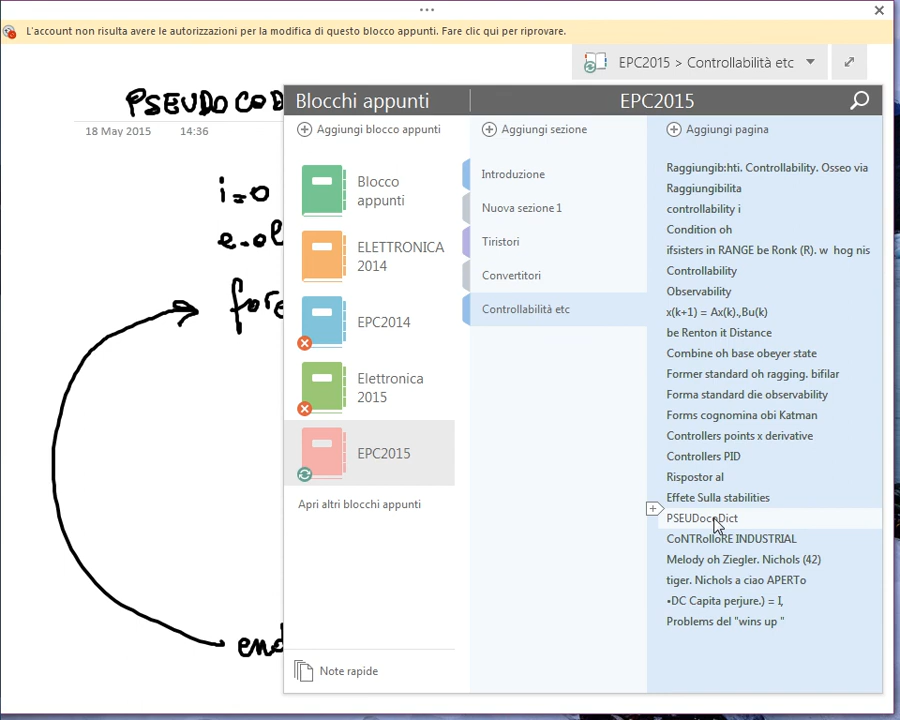 L'account non risulta avere le autorizzazioni per la modifica di questo blocco appunti. Fare clic qui per riprovare.
EPC2015 > Controllabilità etc
PSEUDO COD
18 May 2015 14:36
i=0
for
end
Blocchi appunti
EPC2015
Aggiungi blocco appunti
Blocco appunti
ELETTRONICA 2014
EPC2014
Elettronica 2015
EPC2015
Apri altri blocchi appunti
Note rapide
Aggiungi sezione
Introduzione
Nuova sezione 1
Tiristori
Convertitori
Controllabilità etc
Aggiungi pagina
Raggiungib:hti. Controllability. Osseo via
Raggiungibilita
controllability i
Condition oh
ifsisters in RANGE be Ronk (R). w hog nis
Controllability
Observability
x(k+1) = Ax(k).,Bu(k)
be Renton it Distance
Combine oh base obeyer state
Former standard oh ragging. bifilar
Forma standard die observability
Forms cognomina obi Katman
Controllers points x derivative
Controllers PID
Rispostor al
Effete Sulla stabilities
PSEUDocoDict
CoNTRolloRE INDUSTRIAL
Melody oh Ziegler. Nichols (42)
tiger. Nichols a ciao APERTo
•DC Capita perjure.) = I,
Problems del "wins up "